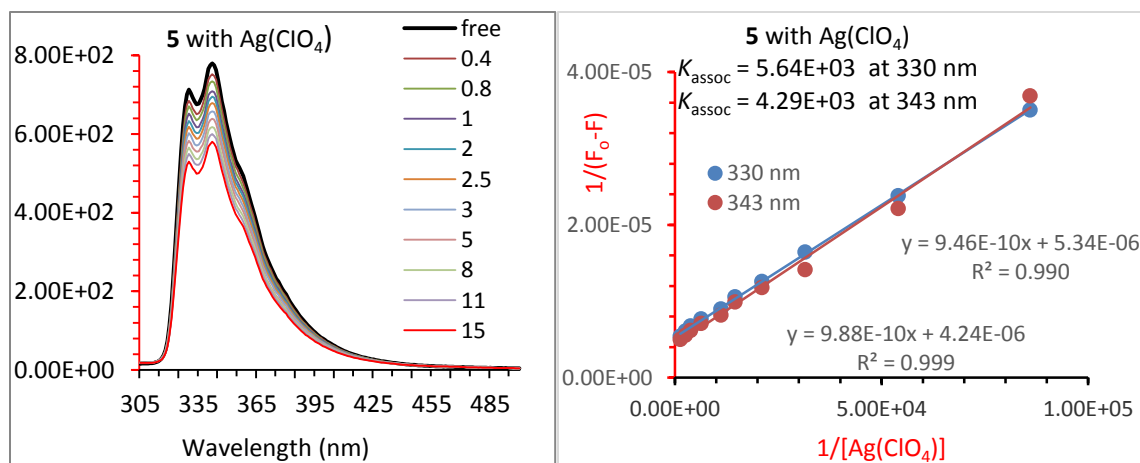 5 with Ag(ClO4)
8.00E+02
6.00E+02
4.00E+02
2.00E+02
0.00E+00
305 335 365 395 425 455 485
Wavelength (nm)
free
0.4
0.8
1
2
2.5
3
5
8
11
15
5 with Ag(ClO4)
Kassoc = 5.64E+03 at 330 nm
Kassoc = 4.29E+03 at 343 nm
4.00E-05
2.00E-05
0.00E+00
1/(Fo-F)
330 nm
343 nm
y = 9.46E-10x + 5.34E-06
R² = 0.990
y = 9.88E-10x + 4.24E-06
R² = 0.999
0.00E+00 5.00E+04 1.00E+05
1/[Ag(ClO4)]